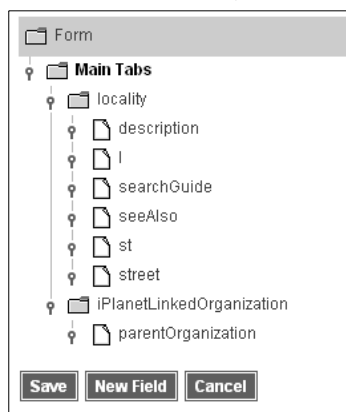 Form
Main Tabs
locality
description
l
searchGuide
seeAlso
st
street
iPlanetLinkedOrganization
parentOrganization
Save New Field Cancel